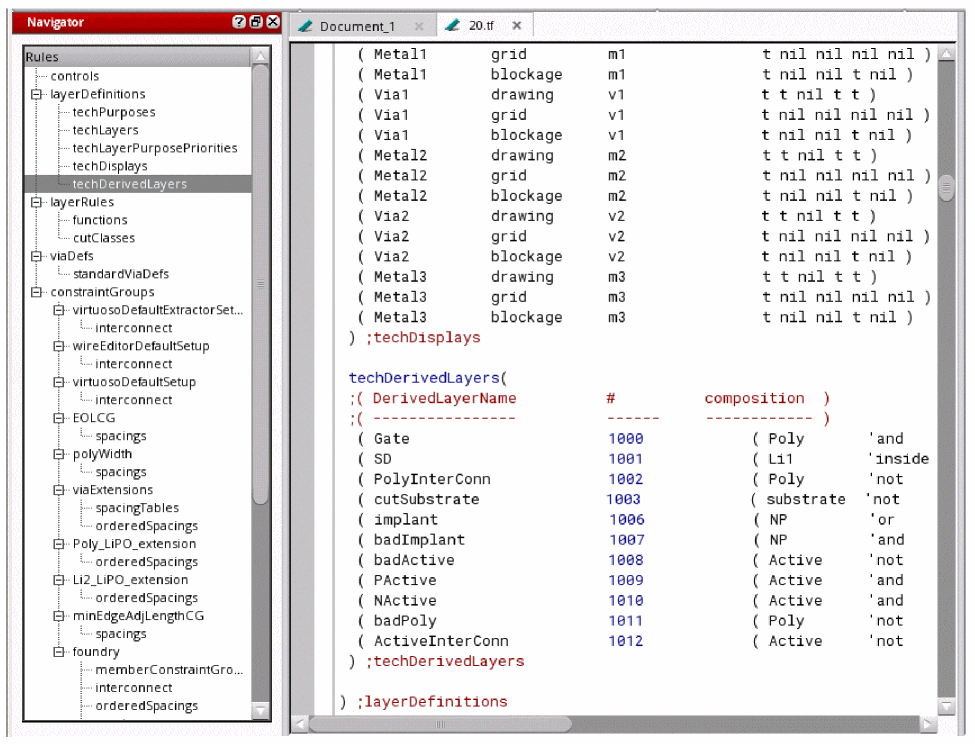 Navigator
Rules
controls
layerDefinitions
techPurposes
techLayers
techLayerPurposePriorities
techDisplays
techDerivedLayers
layerRules
functions
cutClasses
viaDefs
standardViaDefs
constraintGroups
virtuosoDefaultExtractorSet...
interconnect
wireEditorDefaultSetup
interconnect
virtuosoDefaultSetup
interconnect
EOLCG
spacings
polyWidth
spacings
viaExtensions
spacingTables
orderedSpacings
Poly_LiPO_extension
orderedSpacings
Li2_LiPO_extension
orderedSpacings
minEdgeAdjLengthCG
spacings
foundry
memberConstraintGro...
interconnect
orderedSpacings
Document_1 20.tf
( Metal1 grid m1 t nil nil nil nil )
( Metal1 blockage m1 t nil nil t nil )
( Via1 drawing v1 t t nil t t )
( Via1 grid v1 t nil nil nil nil )
( Via1 blockage v1 t nil nil t nil )
( Metal2 drawing m2 t t nil t t )
( Metal2 grid m2 t nil nil nil nil )
( Metal2 blockage m2 t nil nil t nil )
( Via2 drawing v2 t t nil t t )
( Via2 grid v2 t nil nil nil nil )
( Via2 blockage v2 t nil nil t nil )
( Metal3 drawing m3 t t nil t t )
( Metal3 grid m3 t nil nil nil nil )
( Metal3 blockage m3 t nil nil t nil )
) ;techDisplays
techDerivedLayers(
;( DerivedLayerName # composition )
;( ---------------- ------ ------------ )
( Gate 1000 ( Poly 'and
( SD 1001 ( Li1 'inside
( PolyInterConn 1002 ( Poly 'not
( cutSubstrate 1003 ( substrate 'not
( implant 1006 ( NP 'or
( badImplant 1007 ( NP 'and
( badActive 1008 ( Active 'not
( PActive 1009 ( Active 'and
( NActive 1010 ( Active 'and
( badPoly 1011 ( Poly 'not
( ActiveInterConn 1012 ( Active 'not
) ;techDerivedLayers
) ;layerDefinitions